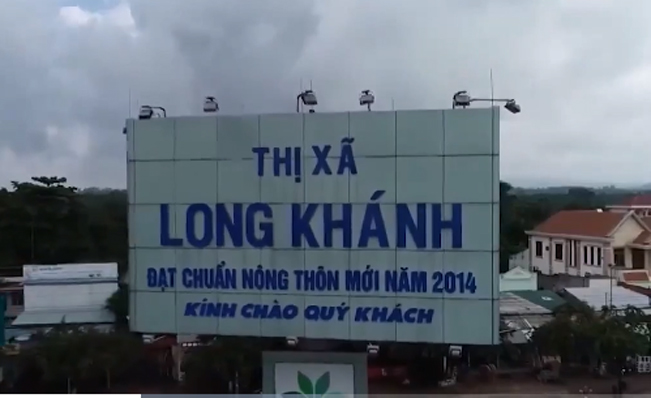 THỊ XÃ
LONG KHÁNH
ĐẠT CHUẨN NÔNG THÔN MỚI NĂM 2014
KÍNH CHÀO QUÝ KHÁCH